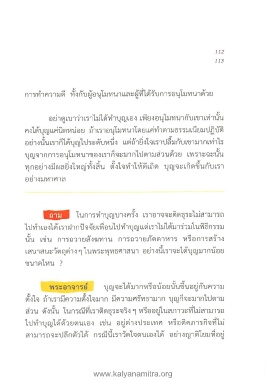 112
113
การทำความดี ทั้งกับผู้อนุโมทนาและผู้ที่ได้รับการอนุโมทนาด้วย
อย่าดูเบาว่าเราไม่ได้ทำบุญเอง เพียงอนุโมทนากับเขาเท่านั้น
คงได้บุญแค่นิดหน่อย ถ้าเราอนุโมทนาโดยแค่ทำตามธรรมเนียมปฏิบัติ
อย่างนั้นเราก็ได้บุญไประดับหนึ่ง แต่ถ้ายิ่งใจเราปลื้มกับเขามากเท่าไร
บุญจากการอนุโมทนาของเราก็จะมากไปตามส่วนด้วย เพราะฉะนั้น
ทุกอย่างมีผลยิ่งใหญ่ทั้งสิ้น ตั้งใจทำให้ดีเถิด บุญจะเกิดขึ้นกับเรา
อย่างมหาศาล
ถาม ในการทำบุญบางครั้ง เราอาจจะติดธุระไม่สามารถ
ไปทำเองได้ เราฝากปัจจัยเพื่อนไปทำบุญแต่เราไม่ได้มาร่วมในพิธีกรรม
นั้น เช่น การถวายสังฆทาน การถวายภัตตาหาร หรือการสร้าง
เสนาสนะวัตถุต่างๆ ในพระพุทธศาสนา อย่างนี้เราจะได้บุญมากน้อย
ขนาดไหน ?
พระอาจารย์ บุญจะได้มากหรือน้อยนั้นขึ้นอยู่กับความ
ตั้งใจ ถ้าเรามีความตั้งใจมาก มีความศรัทธามาก บุญก็จะมากไปตาม
ส่วน ดังนั้น ในกรณีที่เราติดธุระจริงๆ หรืออยู่ในสภาวะที่ไม่สามารถ
ไปทำบุญได้ด้วยตนเอง เช่น อยู่ต่างประเทศ หรือติดภารกิจที่ไม่
สามารถจะปลีกตัวได้ กรณีนี้เราวัดใจตนเองได้ อย่างญาติโยมที่อยู่
www.kalyanamitra.org